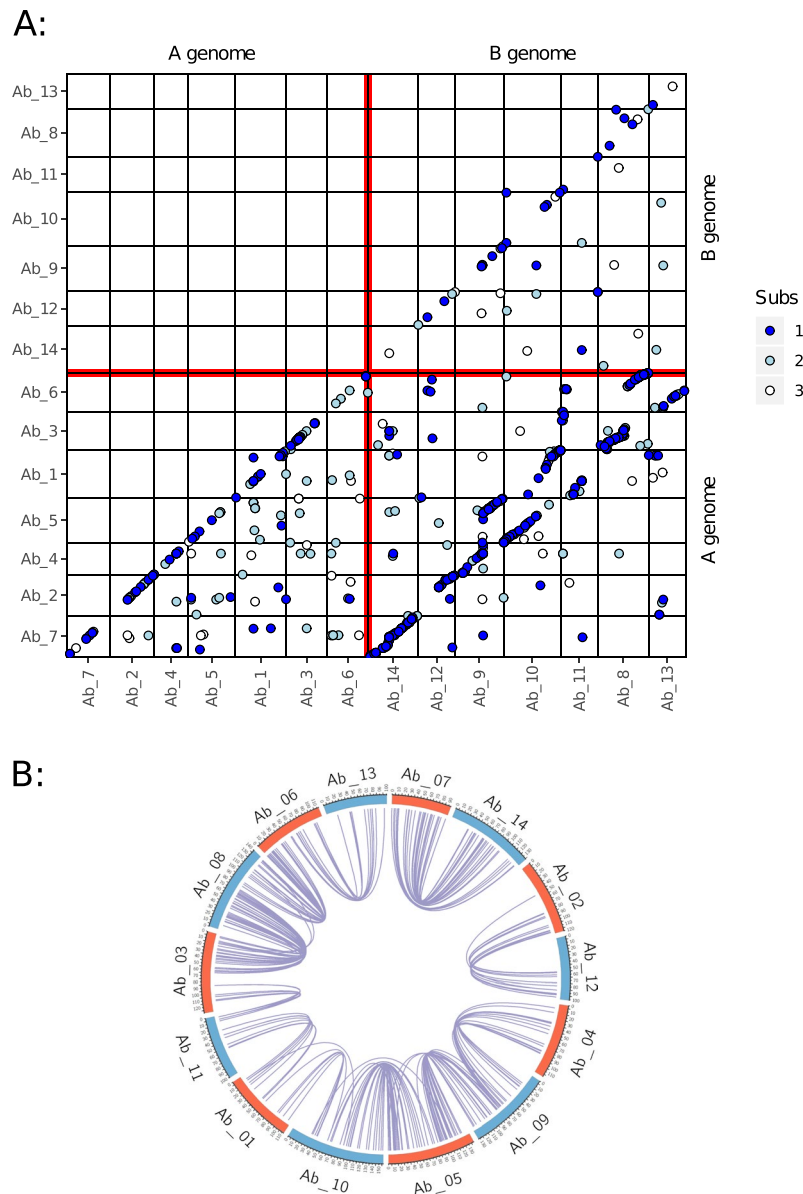 A:
A genome
B genome
Ab_13
Ab_8
Ab_11
Ab_10
Ab_9
Ab_12
Ab_14
Ab_6
Ab_3
Ab_1
Ab_5
Ab_4
Ab_2
Ab_7
B genome
A genome
Subs
1
2
3
Ab_7
Ab_2
Ab_4
Ab_5
Ab_1
Ab_3
Ab_6
Ab_14
Ab_12
Ab_9
Ab_10
Ab_11
Ab_8
Ab_13
B:
Ab_13
Ab_07
Ab_14
Ab_02
Ab_12
Ab_04
Ab_09
Ab_05
Ab_10
Ab_01
Ab_11
Ab_03
Ab_08
Ab_06